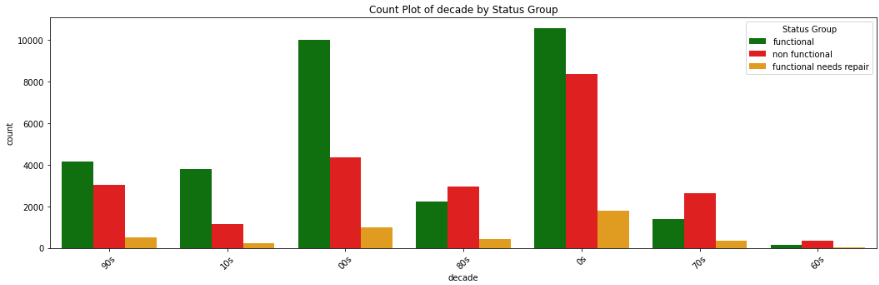 Count Plot of decade by Status Group
Status Group
functional
non functional
functional needs repair
count
10000
8000
6000
4000
2000
0
90s
10s
00s
80s
0s
70s
60s
decade